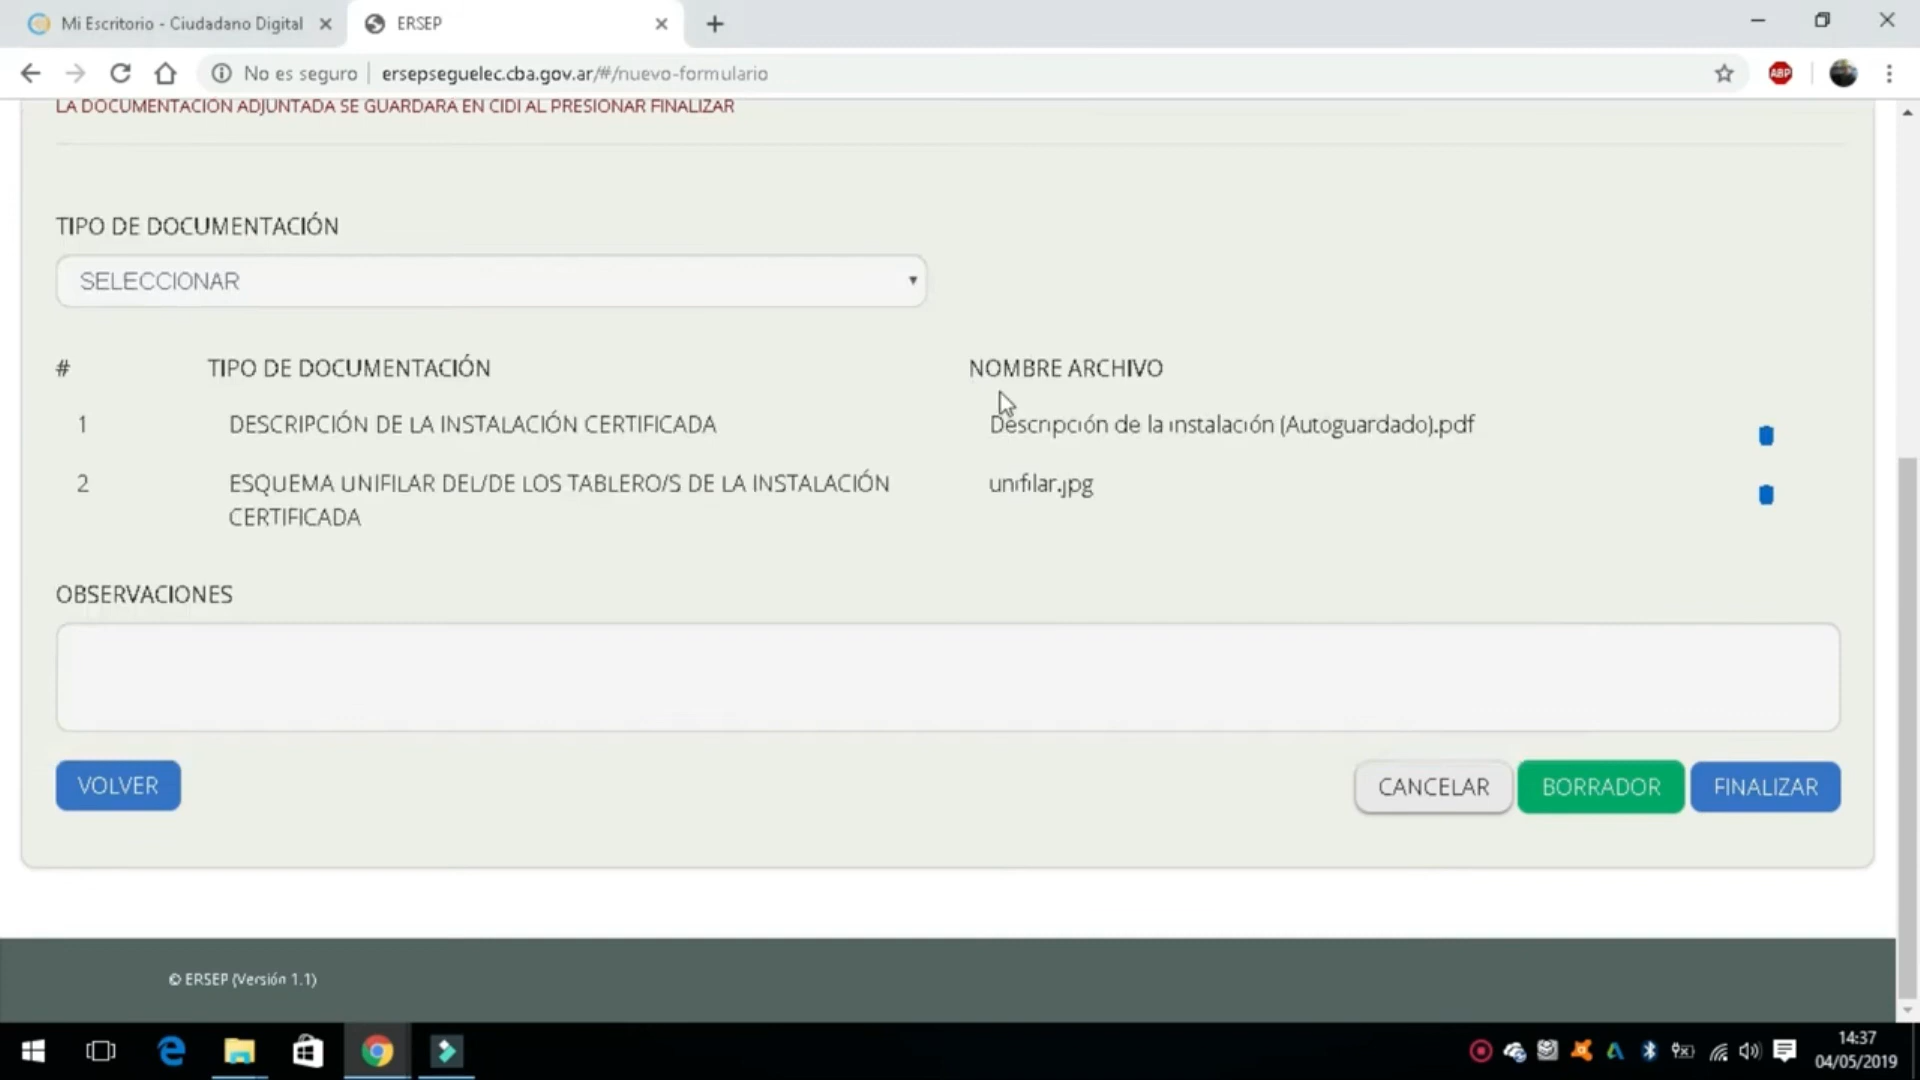 Mi Escritorio - Ciudadano Digital
ERSEP
No es seguro
ersepseguelec.cba.gov.ar/#/nuevo-formulario
ABP
LA DOCUMENTACIÓN ADJUNTADA SE GUARDARA EN CIDI AL PRESIONAR FINALIZAR
TIPO DE DOCUMENTACIÓN
SELECCIONAR
# TIPO DE DOCUMENTACIÓN NOMBRE ARCHIVO
1 DESCRIPCIÓN DE LA INSTALACIÓN CERTIFICADA Descripción de la instalación (Autoguardado).pdf
2 ESQUEMA UNIFILAR DEL/DE LOS TABLERO/S DE LA INSTALACIÓN unifilar.jpg
CERTIFICADA
OBSERVACIONES
VOLVER CANCELAR BORRADOR FINALIZAR
© ERSEP (Versión 1.1)
14:37
04/05/2019